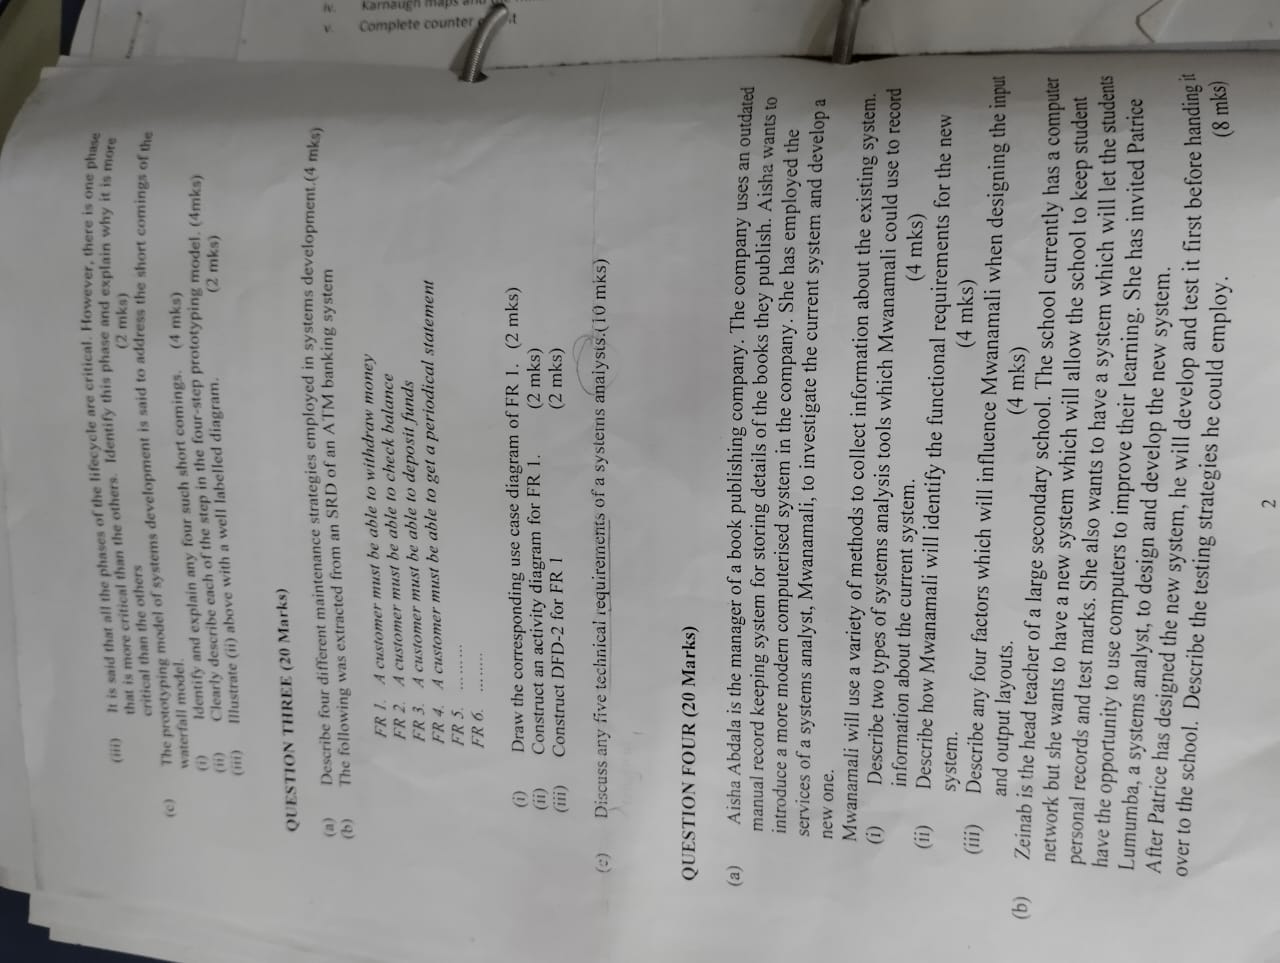 iv. Karnaugh maps and
v. Complete counter
(iii) It is said that all the phases of the lifecycle are critical. However, there is one phase
that is more critical than the others. Identify this phase and explain why it is more
critical than the others (2 mks)
(c) The prototyping model of systems development is said to address the short comings of the
waterfall model.
(i) Identify and explain any four such short comings. (4 mks)
(ii) Clearly describe each of the step in the four-step prototyping model. (4mks)
(iii) Illustrate (ii) above with a well labelled diagram. (2 mks)
QUESTION THREE (20 Marks)
(a) Describe four different maintenance strategies employed in systems development.(4 mks)
(b) The following was extracted from an SRD of an ATM banking system
FR 1. A customer must be able to withdraw money
FR 2. A customer must be able to check balance
FR 3. A customer must be able to deposit funds
FR 4. A customer must be able to get a periodical statement
FR 5. ........
FR 6. ........
(i) Draw the corresponding use case diagram of FR 1. (2 mks)
(ii) Construct an activity diagram for FR 1. (2 mks)
(iii) Construct DFD-2 for FR 1 (2 mks)
(c) Discuss any five technical requirements of a systems analysis.(10 mks)
QUESTION FOUR (20 Marks)
(a) Aisha Abdala is the manager of a book publishing company. The company uses an outdated
manual record keeping system for storing details of the books they publish. Aisha wants to
introduce a more modern computerised system in the company. She has employed the
services of a systems analyst, Mwanamali, to investigate the current system and develop a
new one.
Mwanamali will use a variety of methods to collect information about the existing system.
(i) Describe two types of systems analysis tools which Mwanamali could use to record
information about the current system. (4 mks)
(ii) Describe how Mwanamali will identify the functional requirements for the new
system. (4 mks)
(iii) Describe any four factors which will influence Mwanamali when designing the input
and output layouts. (4 mks)
(b) Zeinab is the head teacher of a large secondary school. The school currently has a computer
network but she wants to have a new system which will allow the school to keep student
personal records and test marks. She also wants to have a system which will let the students
have the opportunity to use computers to improve their learning. She has invited Patrice
Lumumba, a systems analyst, to design and develop the new system.
After Patrice has designed the new system, he will develop and test it first before handing it
over to the school. Describe the testing strategies he could employ. (8 mks)
2